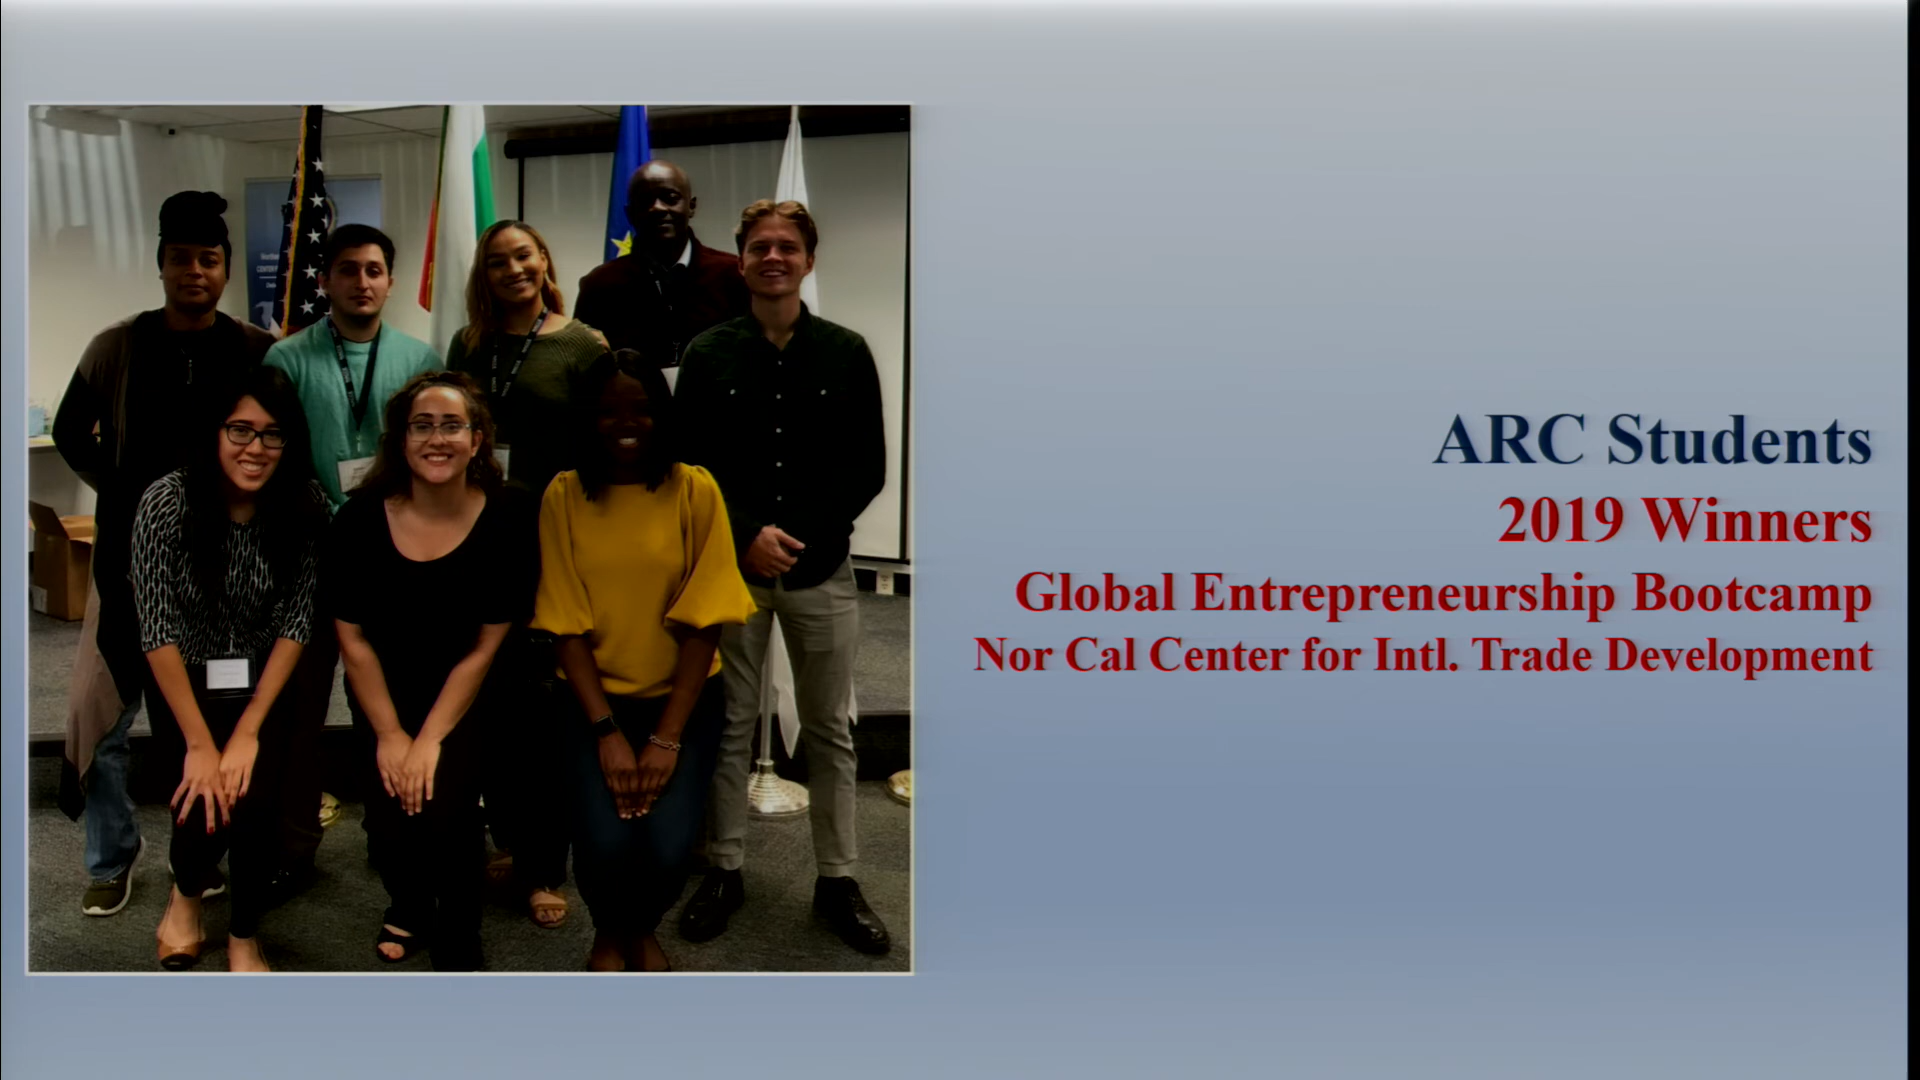 ARC Students
2019 Winners
Global Entrepreneurship Bootcamp
Nor Cal Center for Intl. Trade Development